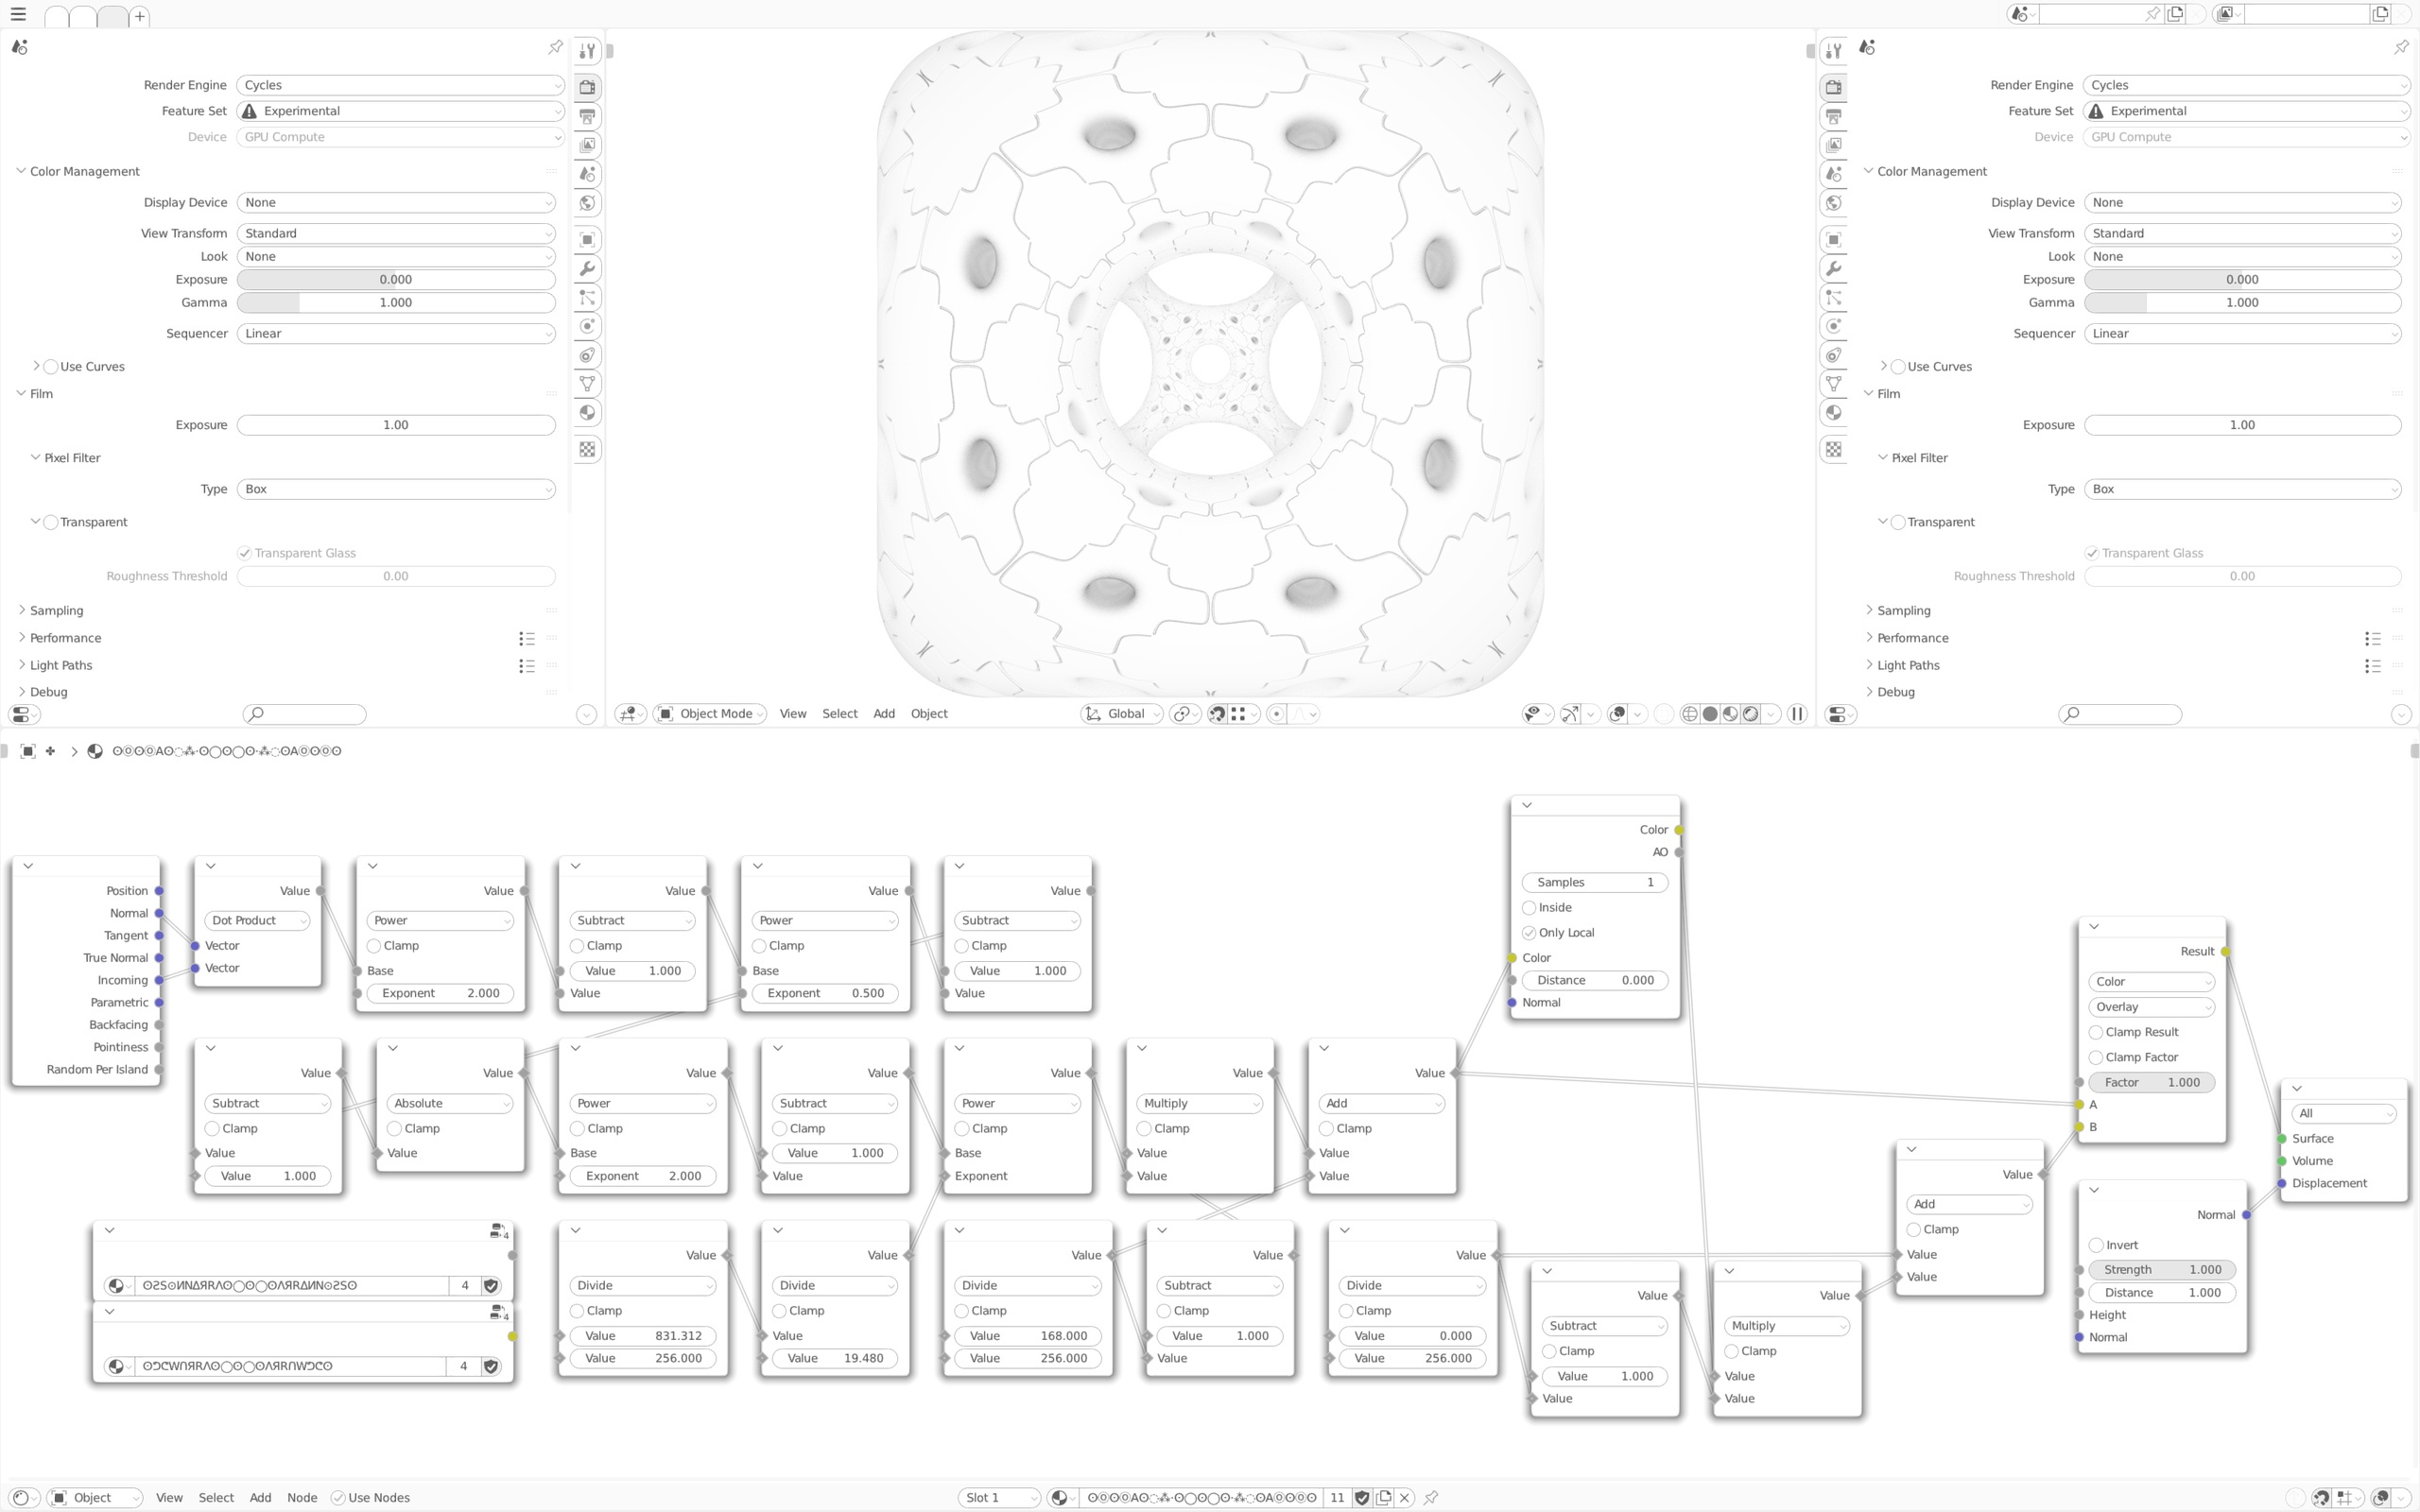 Render Engine Cycles
Feature Set Experimental
Device GPU Compute
Color Management
Display Device None
View Transform Standard
Look None
Exposure 0.000
Gamma 1.000
Sequencer Linear
Use Curves
Film
Exposure 1.00
Pixel Filter
Type Box
Transparent
Transparent Glass
Roughness Threshold 0.00
Sampling
Performance
Light Paths
Debug
Object Mode View Select Add Object Global
Render Engine Cycles
Feature Set Experimental
Device GPU Compute
Color Management
Display Device None
View Transform Standard
Look None
Exposure 0.000
Gamma 1.000
Sequencer Linear
Use Curves
Film
Exposure 1.00
Pixel Filter
Type Box
Transparent
Transparent Glass
Roughness Threshold 0.00
Sampling
Performance
Light Paths
Debug
Position
Normal
Tangent
True Normal
Incoming
Parametric
Backfacing
Pointiness
Random Per Island
Value
Dot Product
Vector
Vector
Value
Power
Clamp
Base
Exponent 2.000
Value
Subtract
Clamp
Value 1.000
Value
Value
Power
Clamp
Base
Exponent 0.500
Value
Subtract
Clamp
Value 1.000
Value
Value
Subtract
Clamp
Value
Value 1.000
Value
Absolute
Clamp
Value
Value
Power
Clamp
Base
Exponent 2.000
Value
Subtract
Clamp
Value 1.000
Value
Value
Power
Clamp
Base
Exponent
Value
Multiply
Clamp
Value
Value
Value
Add
Clamp
Value
Value
Color
AO
Samples 1
Inside
Only Local
Color
Distance 0.000
Normal
4
4
4
4
Value
Divide
Clamp
Value 831.312
Value 256.000
Value
Divide
Clamp
Value
Value 19.480
Value
Divide
Clamp
Value 168.000
Value 256.000
Value
Subtract
Clamp
Value 1.000
Value
Value
Divide
Clamp
Value 0.000
Value 256.000
Value
Subtract
Clamp
Value 1.000
Value
Value
Multiply
Clamp
Value
Value
Value
Add
Clamp
Value
Value
Result
Color
Overlay
Clamp Result
Clamp Factor
Factor 1.000
A
B
Normal
Invert
Strength 1.000
Distance 1.000
Height
Normal
All
Surface
Volume
Displacement
Object View Select Add Node Use Nodes Slot 1 11